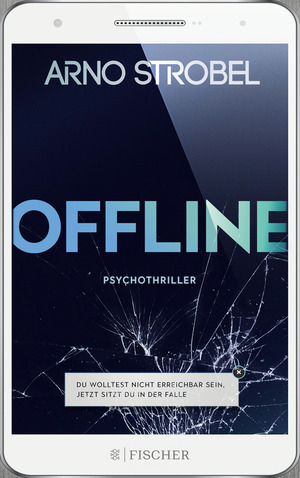 ARNO STROBEL
OFFLINE
PSYCHOTHRILLER
DU WOLLTEST NICHT ERREICHBAR SEIN,
JETZT SITZT DU IN DER FALLE
FISCHER